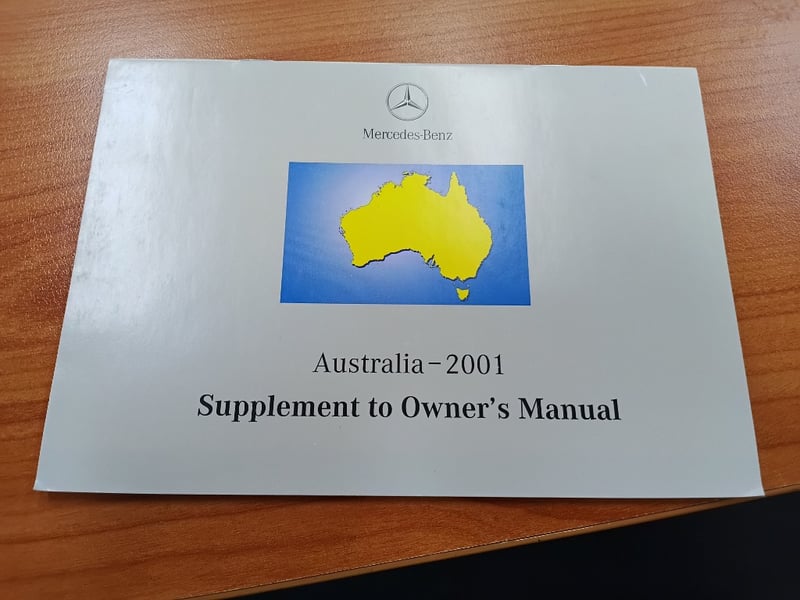 Mercedes-Benz
Australia – 2001
Supplement to Owner's Manual